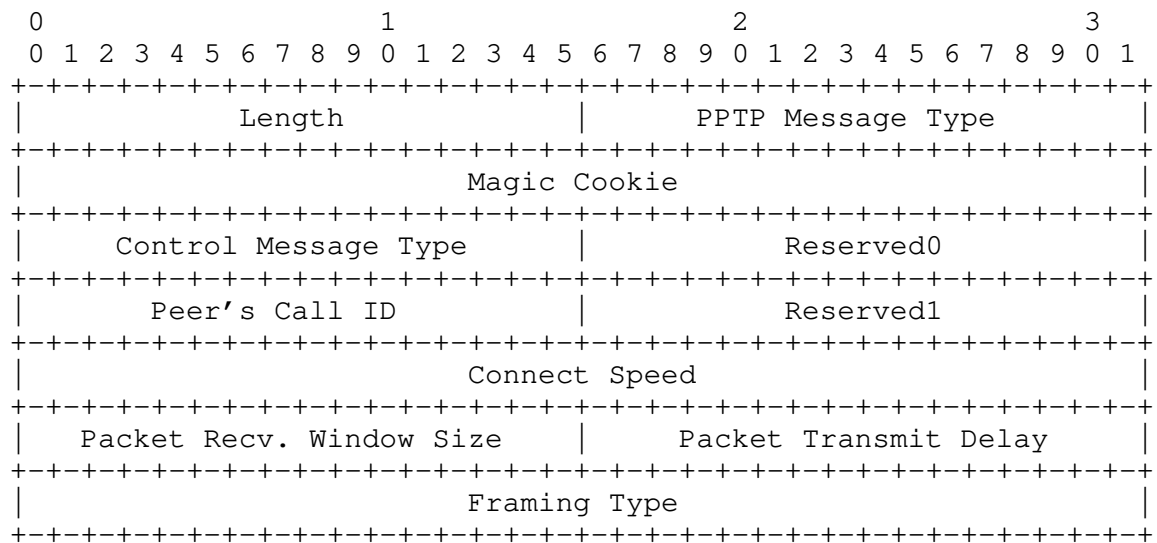 0                   1                   2                   3
0 1 2 3 4 5 6 7 8 9 0 1 2 3 4 5 6 7 8 9 0 1 2 3 4 5 6 7 8 9 0 1
+-+-+-+-+-+-+-+-+-+-+-+-+-+-+-+-+-+-+-+-+-+-+-+-+-+-+-+-+-+-+-+-+
|            Length             |       PPTP Message Type       |
+-+-+-+-+-+-+-+-+-+-+-+-+-+-+-+-+-+-+-+-+-+-+-+-+-+-+-+-+-+-+-+-+
|                         Magic Cookie                          |
+-+-+-+-+-+-+-+-+-+-+-+-+-+-+-+-+-+-+-+-+-+-+-+-+-+-+-+-+-+-+-+-+
|     Control Message Type      |           Reserved0           |
+-+-+-+-+-+-+-+-+-+-+-+-+-+-+-+-+-+-+-+-+-+-+-+-+-+-+-+-+-+-+-+-+
|       Peer’s Call ID          |           Reserved1           |
+-+-+-+-+-+-+-+-+-+-+-+-+-+-+-+-+-+-+-+-+-+-+-+-+-+-+-+-+-+-+-+-+
|                         Connect Speed                         |
+-+-+-+-+-+-+-+-+-+-+-+-+-+-+-+-+-+-+-+-+-+-+-+-+-+-+-+-+-+-+-+-+
|   Packet Recv. Window Size    |     Packet Transmit Delay     |
+-+-+-+-+-+-+-+-+-+-+-+-+-+-+-+-+-+-+-+-+-+-+-+-+-+-+-+-+-+-+-+-+
|                         Framing Type                          |
+-+-+-+-+-+-+-+-+-+-+-+-+-+-+-+-+-+-+-+-+-+-+-+-+-+-+-+-+-+-+-+-+